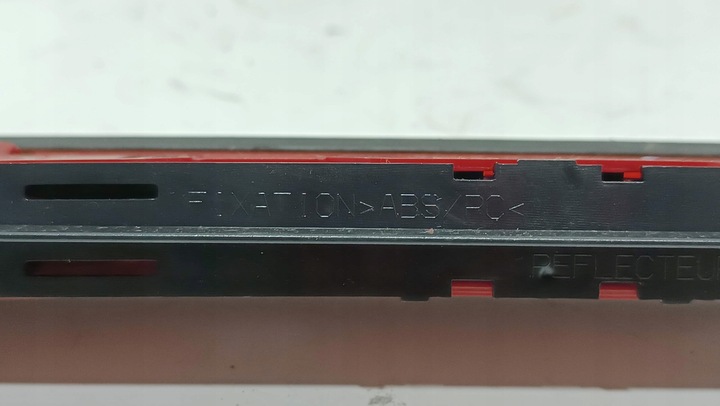 FIXATION>ABS/PC<
REFLECTEU